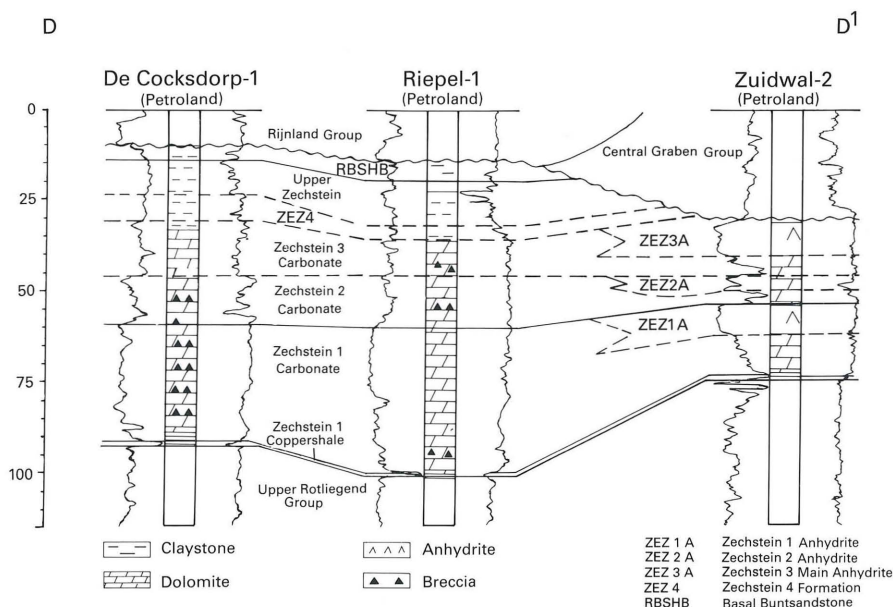 D
D1
De Cocksdorp-1
(Petroland)
Riepel-1
(Petroland)
Zuidwal-2
(Petroland)
0
25
50
75
100
Rijnland Group
Central Graben Group
RBSHB
Upper
Zechstein
ZEZ4
Zechstein 3
Carbonate
ZEZ3A
Zechstein 2
Carbonate
ZEZ2A
ZEZ1A
Zechstein 1
Carbonate
Zechstein 1
Coppershale
Upper Rotliegend
Group
Claystone
Dolomite
Anhydrite
Breccia
ZEZ 1 A Zechstein 1 Anhydrite
ZEZ 2 A Zechstein 2 Anhydrite
ZEZ 3 A Zechstein 3 Main Anhydrite
ZEZ 4 Zechstein 4 Formation
RBSHB Basal Buntsandstone